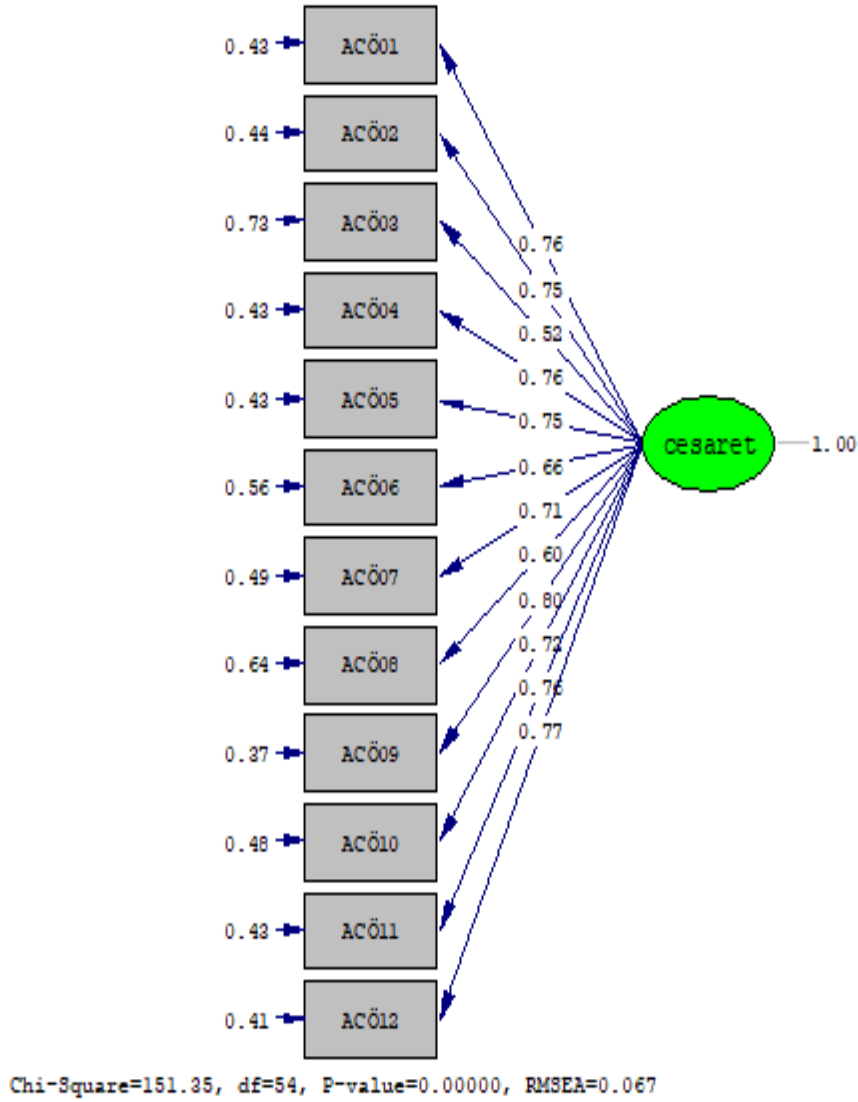 0.43 ACÖ01
0.44 ACÖ02
0.73 ACÖ03
0.43 ACÖ04
0.43 ACÖ05
0.56 ACÖ06
0.49 ACÖ07
0.64 ACÖ08
0.37 ACÖ09
0.48 ACÖ10
0.43 ACÖ11
0.41 ACÖ12
0.76
0.75
0.52
0.76
0.75
0.66
0.71
0.60
0.80
0.72
0.76
0.77
cesaret 1.00
Chi-Square=151.35, df=54, P-value=0.00000, RMSEA=0.067